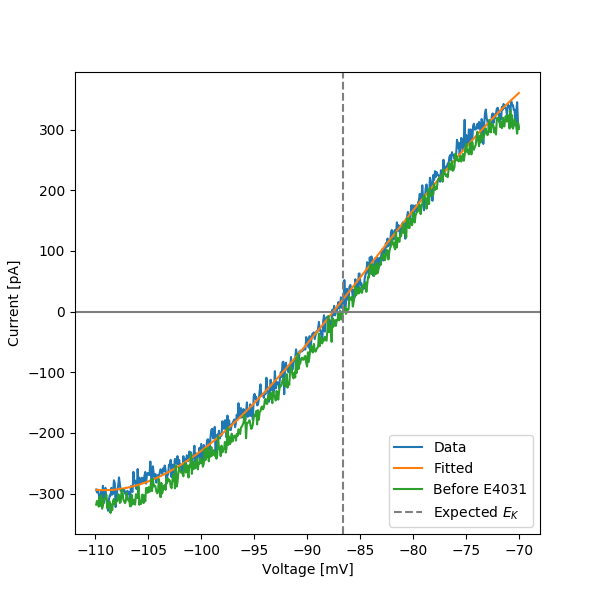 300
200
100
0
−100
−200
−300
Current [pA]
−110 −105 −100 −95 −90 −85 −80 −75 −70
Voltage [mV]
Data
Fitted
Before E4031
Expected E_K